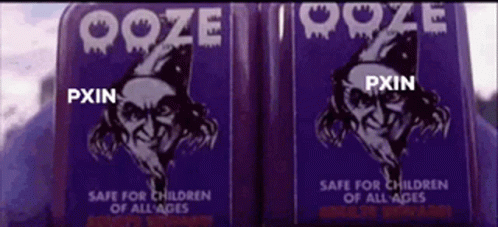 OOZE
PXIN
SAFE FOR CHILDREN
OF ALL AGES
OOZE
PXIN
SAFE FOR CHILDREN
OF ALL AGES